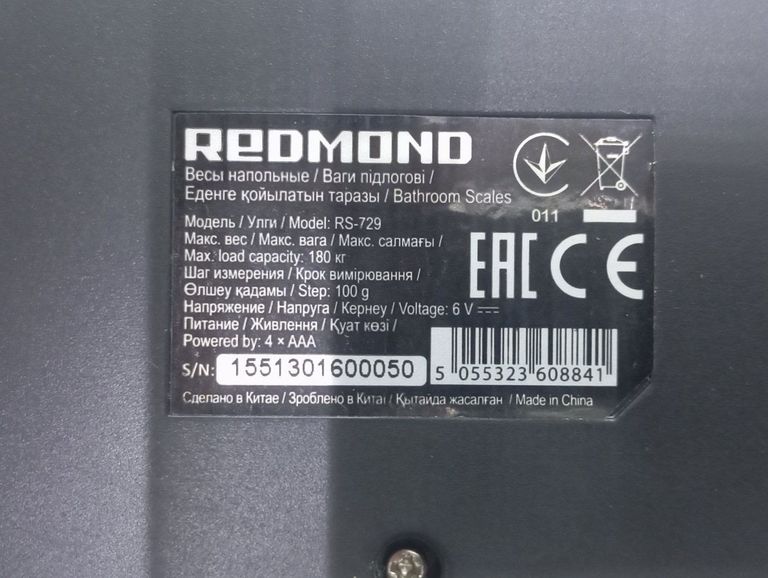 REDMOND
Весы напольные / Ваги підлогові /
Еденге қойылатын таразы / Bathroom Scales
011
Модель / Улги / Model: RS-729
Макс. вес / Макс. вага / Макс. салмағы /
Max. load capacity: 180 кг
Шаг измерения / Крок вимірювання /
Өлшеу қадамы / Step: 100 g
Напряжение / Напруга / Кернеу / Voltage: 6 V
Питание / Живлення / Қуат көзі /
Powered by: 4 × AAA
EAC CE
S/N: 1551301600050
5 055323 608841
Сделано в Китае / Зроблено в Китаї / Қытайда жасалған / Made in China